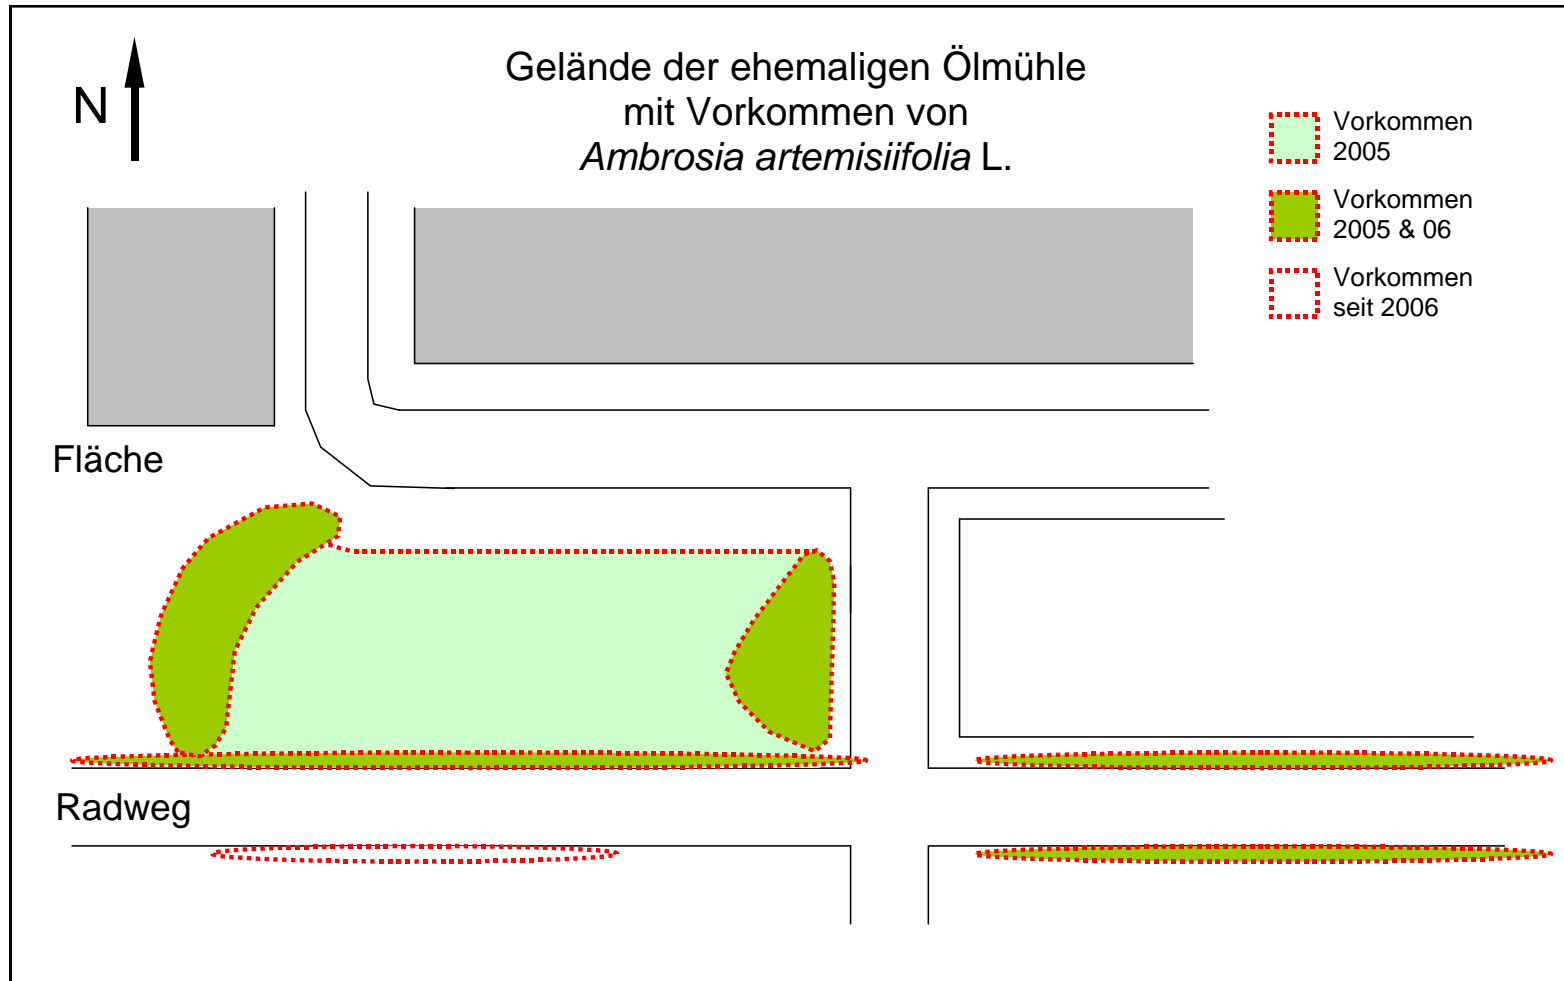 N
Gelände der ehemaligen Ölmühle
mit Vorkommen von
Ambrosia artemisiifolia L.
Vorkommen
2005
Vorkommen
2005 & 06
Vorkommen
seit 2006
Fläche
Radweg